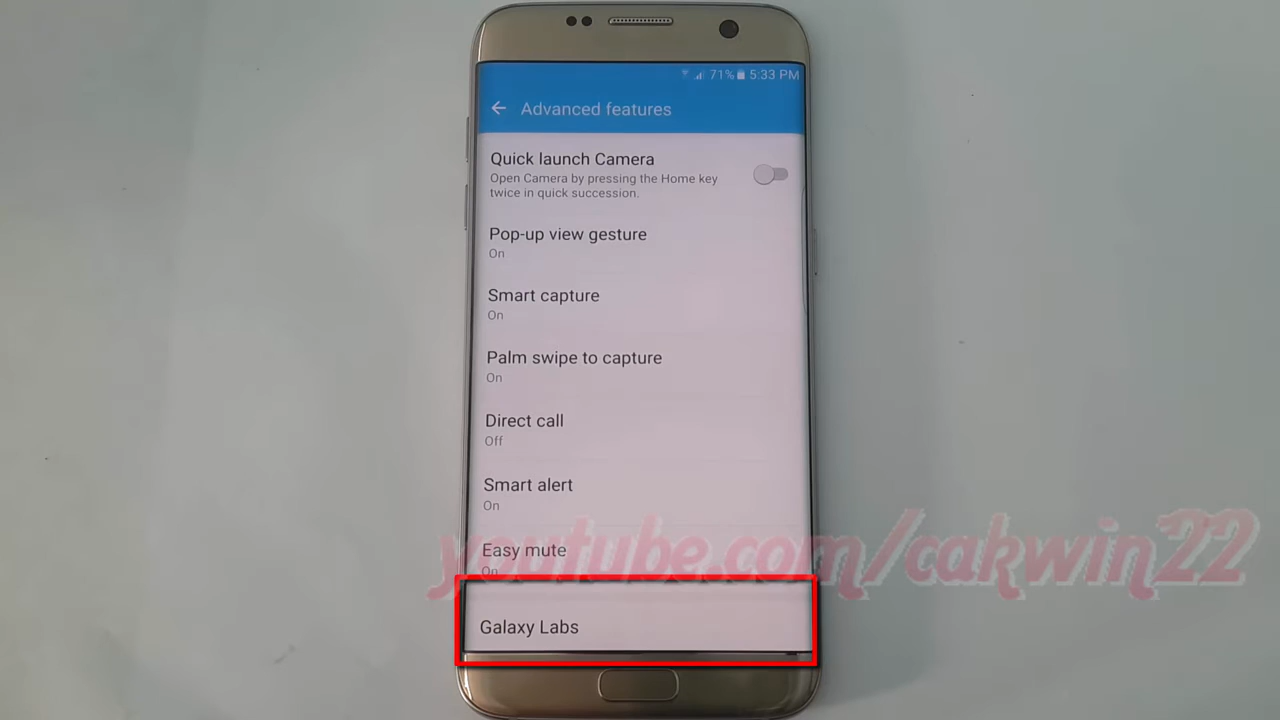 71% 5:33 PM
Advanced features
Quick launch Camera
Open Camera by pressing the Home key
twice in quick succession.
Pop-up view gesture
On
Smart capture
On
Palm swipe to capture
On
Direct call
Off
Smart alert
On
Easy mute
On
youtube.com/cakwin22
Galaxy Labs